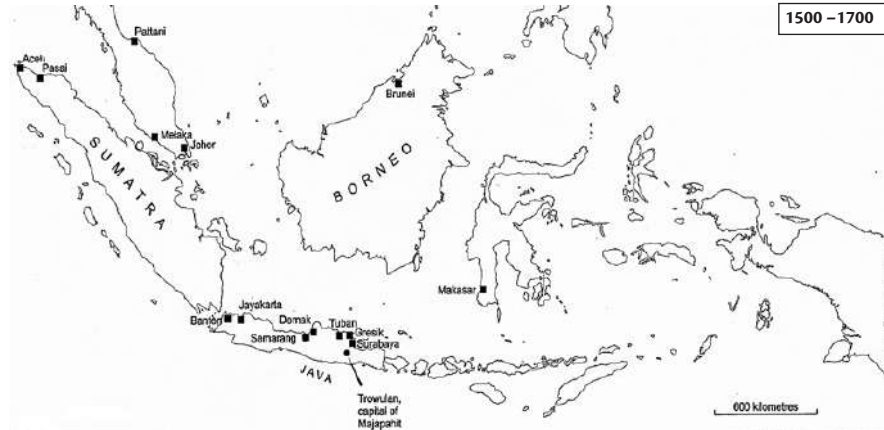 1500 –1700
Pattani
Aceh
Pasai
Brunei
Melaka
Johor
SUMATRA
BORNEO
Makasar
Jayakarta
Banten
Demak
Tuban
Gresik
Semarang
Surabaya
JAVA
Trowulan,
capital of
Majapahit
600 kilometres